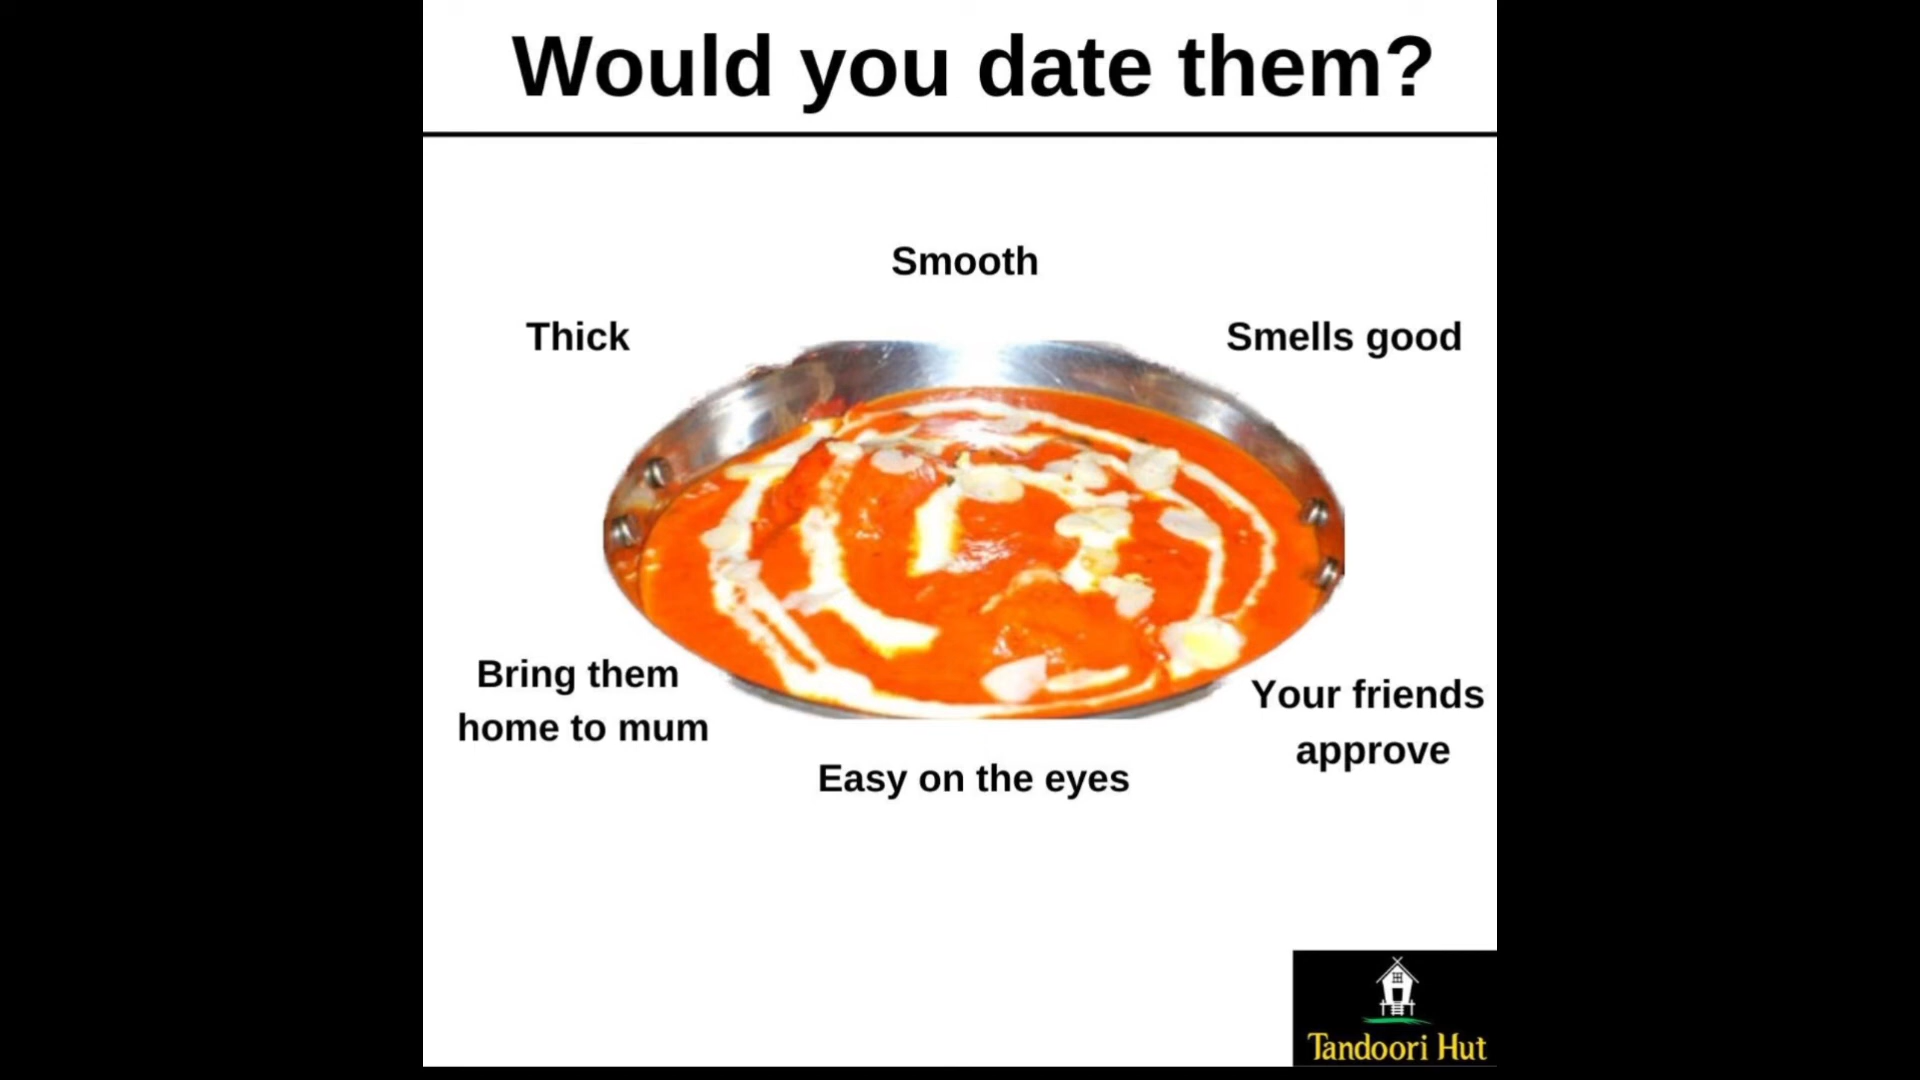 Would you date them?
Smooth
Thick
Smells good
Bring them
home to mum
Your friends
approve
Easy on the eyes
Tandoori Hut